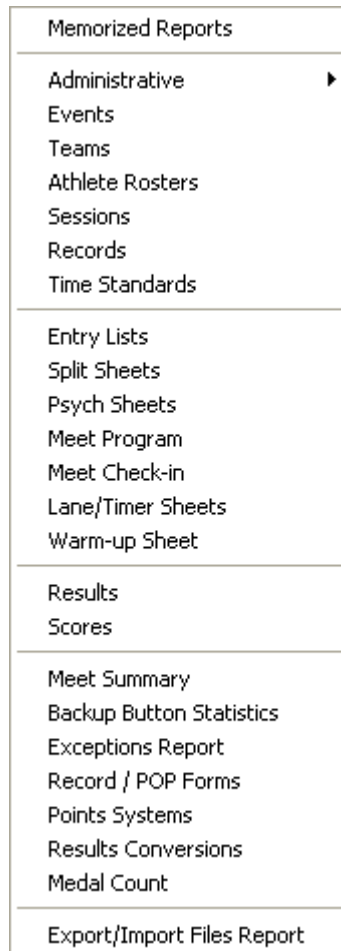 Memorized Reports
Administrative
Events
Teams
Athlete Rosters
Sessions
Records
Time Standards
Entry Lists
Split Sheets
Psych Sheets
Meet Program
Meet Check-in
Lane/Timer Sheets
Warm-up Sheet
Results
Scores
Meet Summary
Backup Button Statistics
Exceptions Report
Record / POP Forms
Points Systems
Results Conversions
Medal Count
Export/Import Files Report